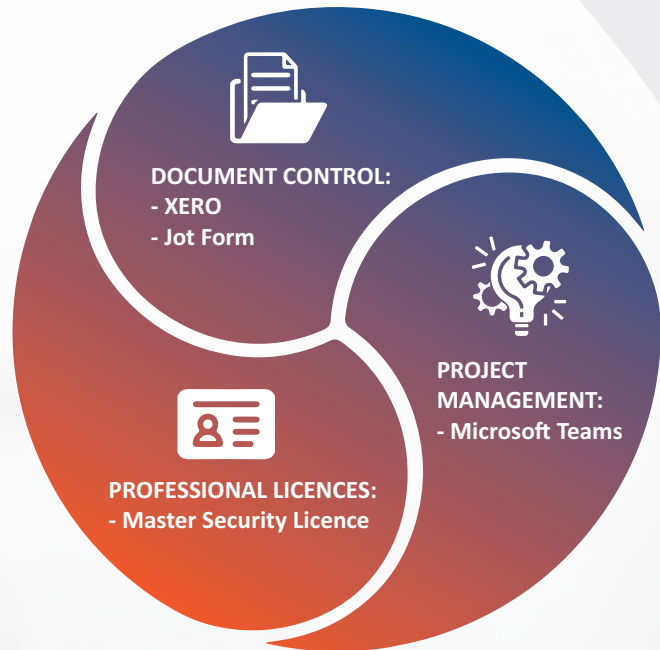 DOCUMENT CONTROL:
- XERO
- Jot Form
PROJECT
MANAGEMENT:
- Microsoft Teams
PROFESSIONAL LICENCES:
- Master Security Licence